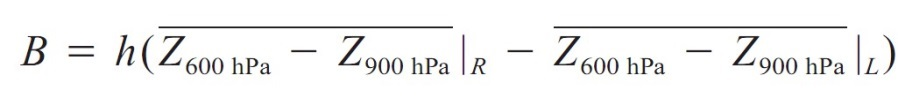 B = h(\overline{Z_{600 hPa} − Z_{900 hPa}}|_R − \overline{Z_{600 hPa} − Z_{900 hPa}}|_L)